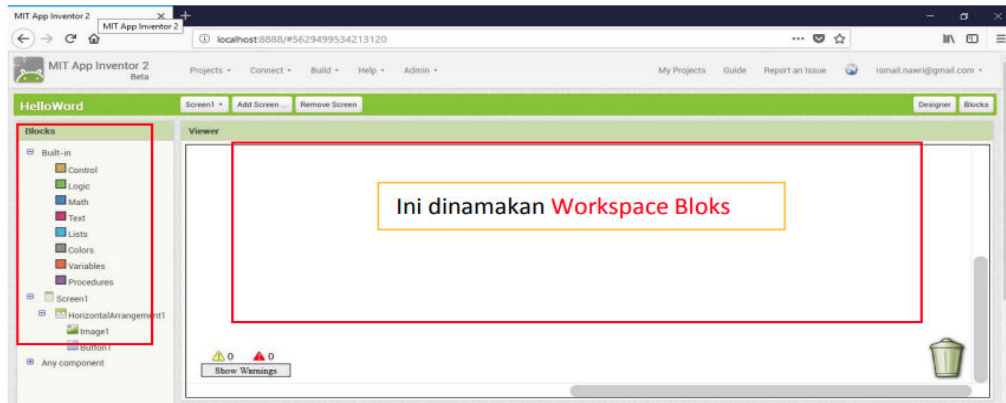 MIT App Inventor 2
MIT App Inventor 2
localhost:8888/#5629499534213120
MIT App Inventor 2
Beta
Projects Connect Build Help Admin My Projects Guide Report an Issue ismail.nawri@gmail.com
HelloWord Screen1 Add Screen ... Remove Screen Designer Blocks
Blocks
Built-in
Control
Logic
Math
Text
Lists
Colors
Variables
Procedures
Screen1
HorizontalArrangement1
Image1
Button1
Any component
Viewer
Ini dinamakan Workspace Bloks
0 0
Show Warnings